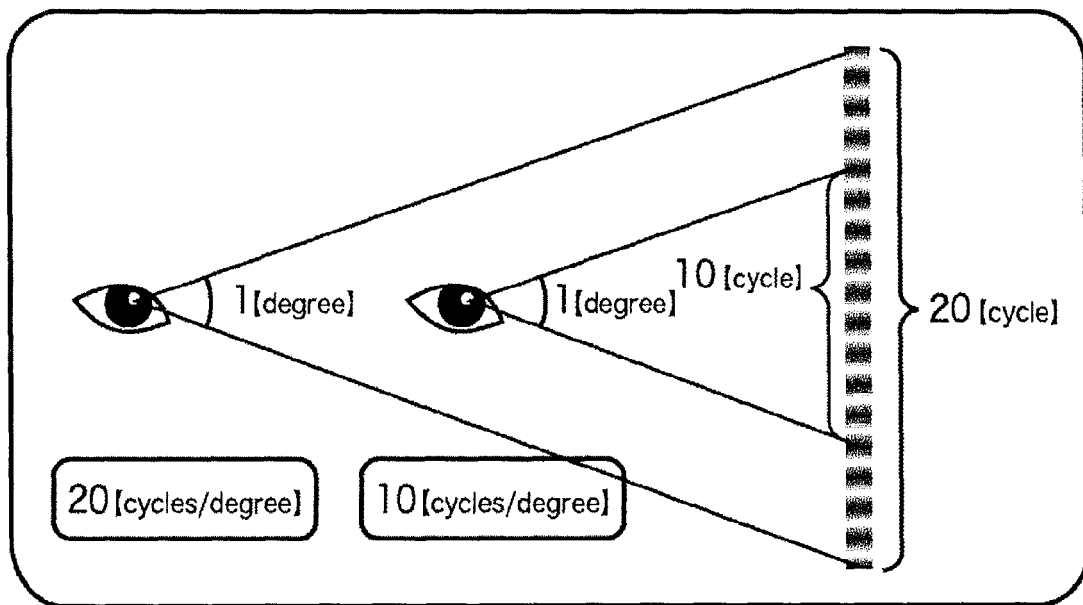 1【degree】
1【degree】
10【cycle】
20【cycle】
20【cycles/degree】
10【cycles/degree】